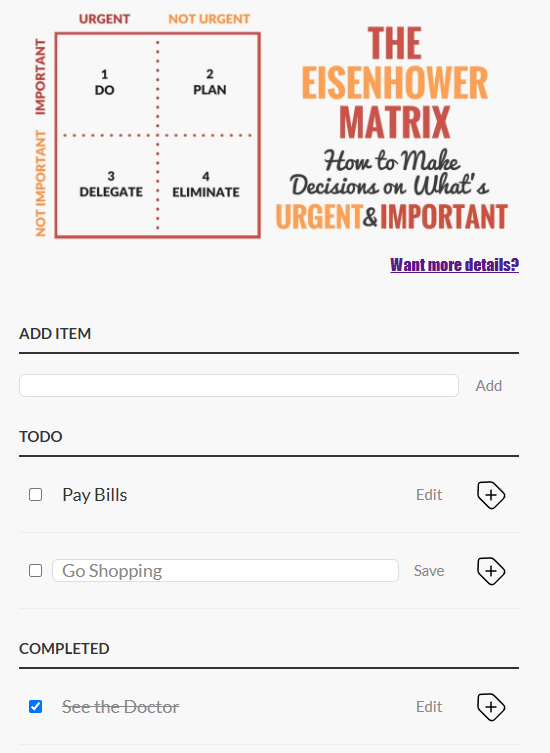 URGENT
NOT URGENT
IMPORTANT
NOT IMPORTANT
1
DO
2
PLAN
3
DELEGATE
4
ELIMINATE
THE
EISENHOWER
MATRIX
How to Make
Decisions on What's
URGENT&IMPORTANT
Want more details?
ADD ITEM
Add
TODO
Pay Bills Edit
Go Shopping Save
COMPLETED
See the Doctor Edit